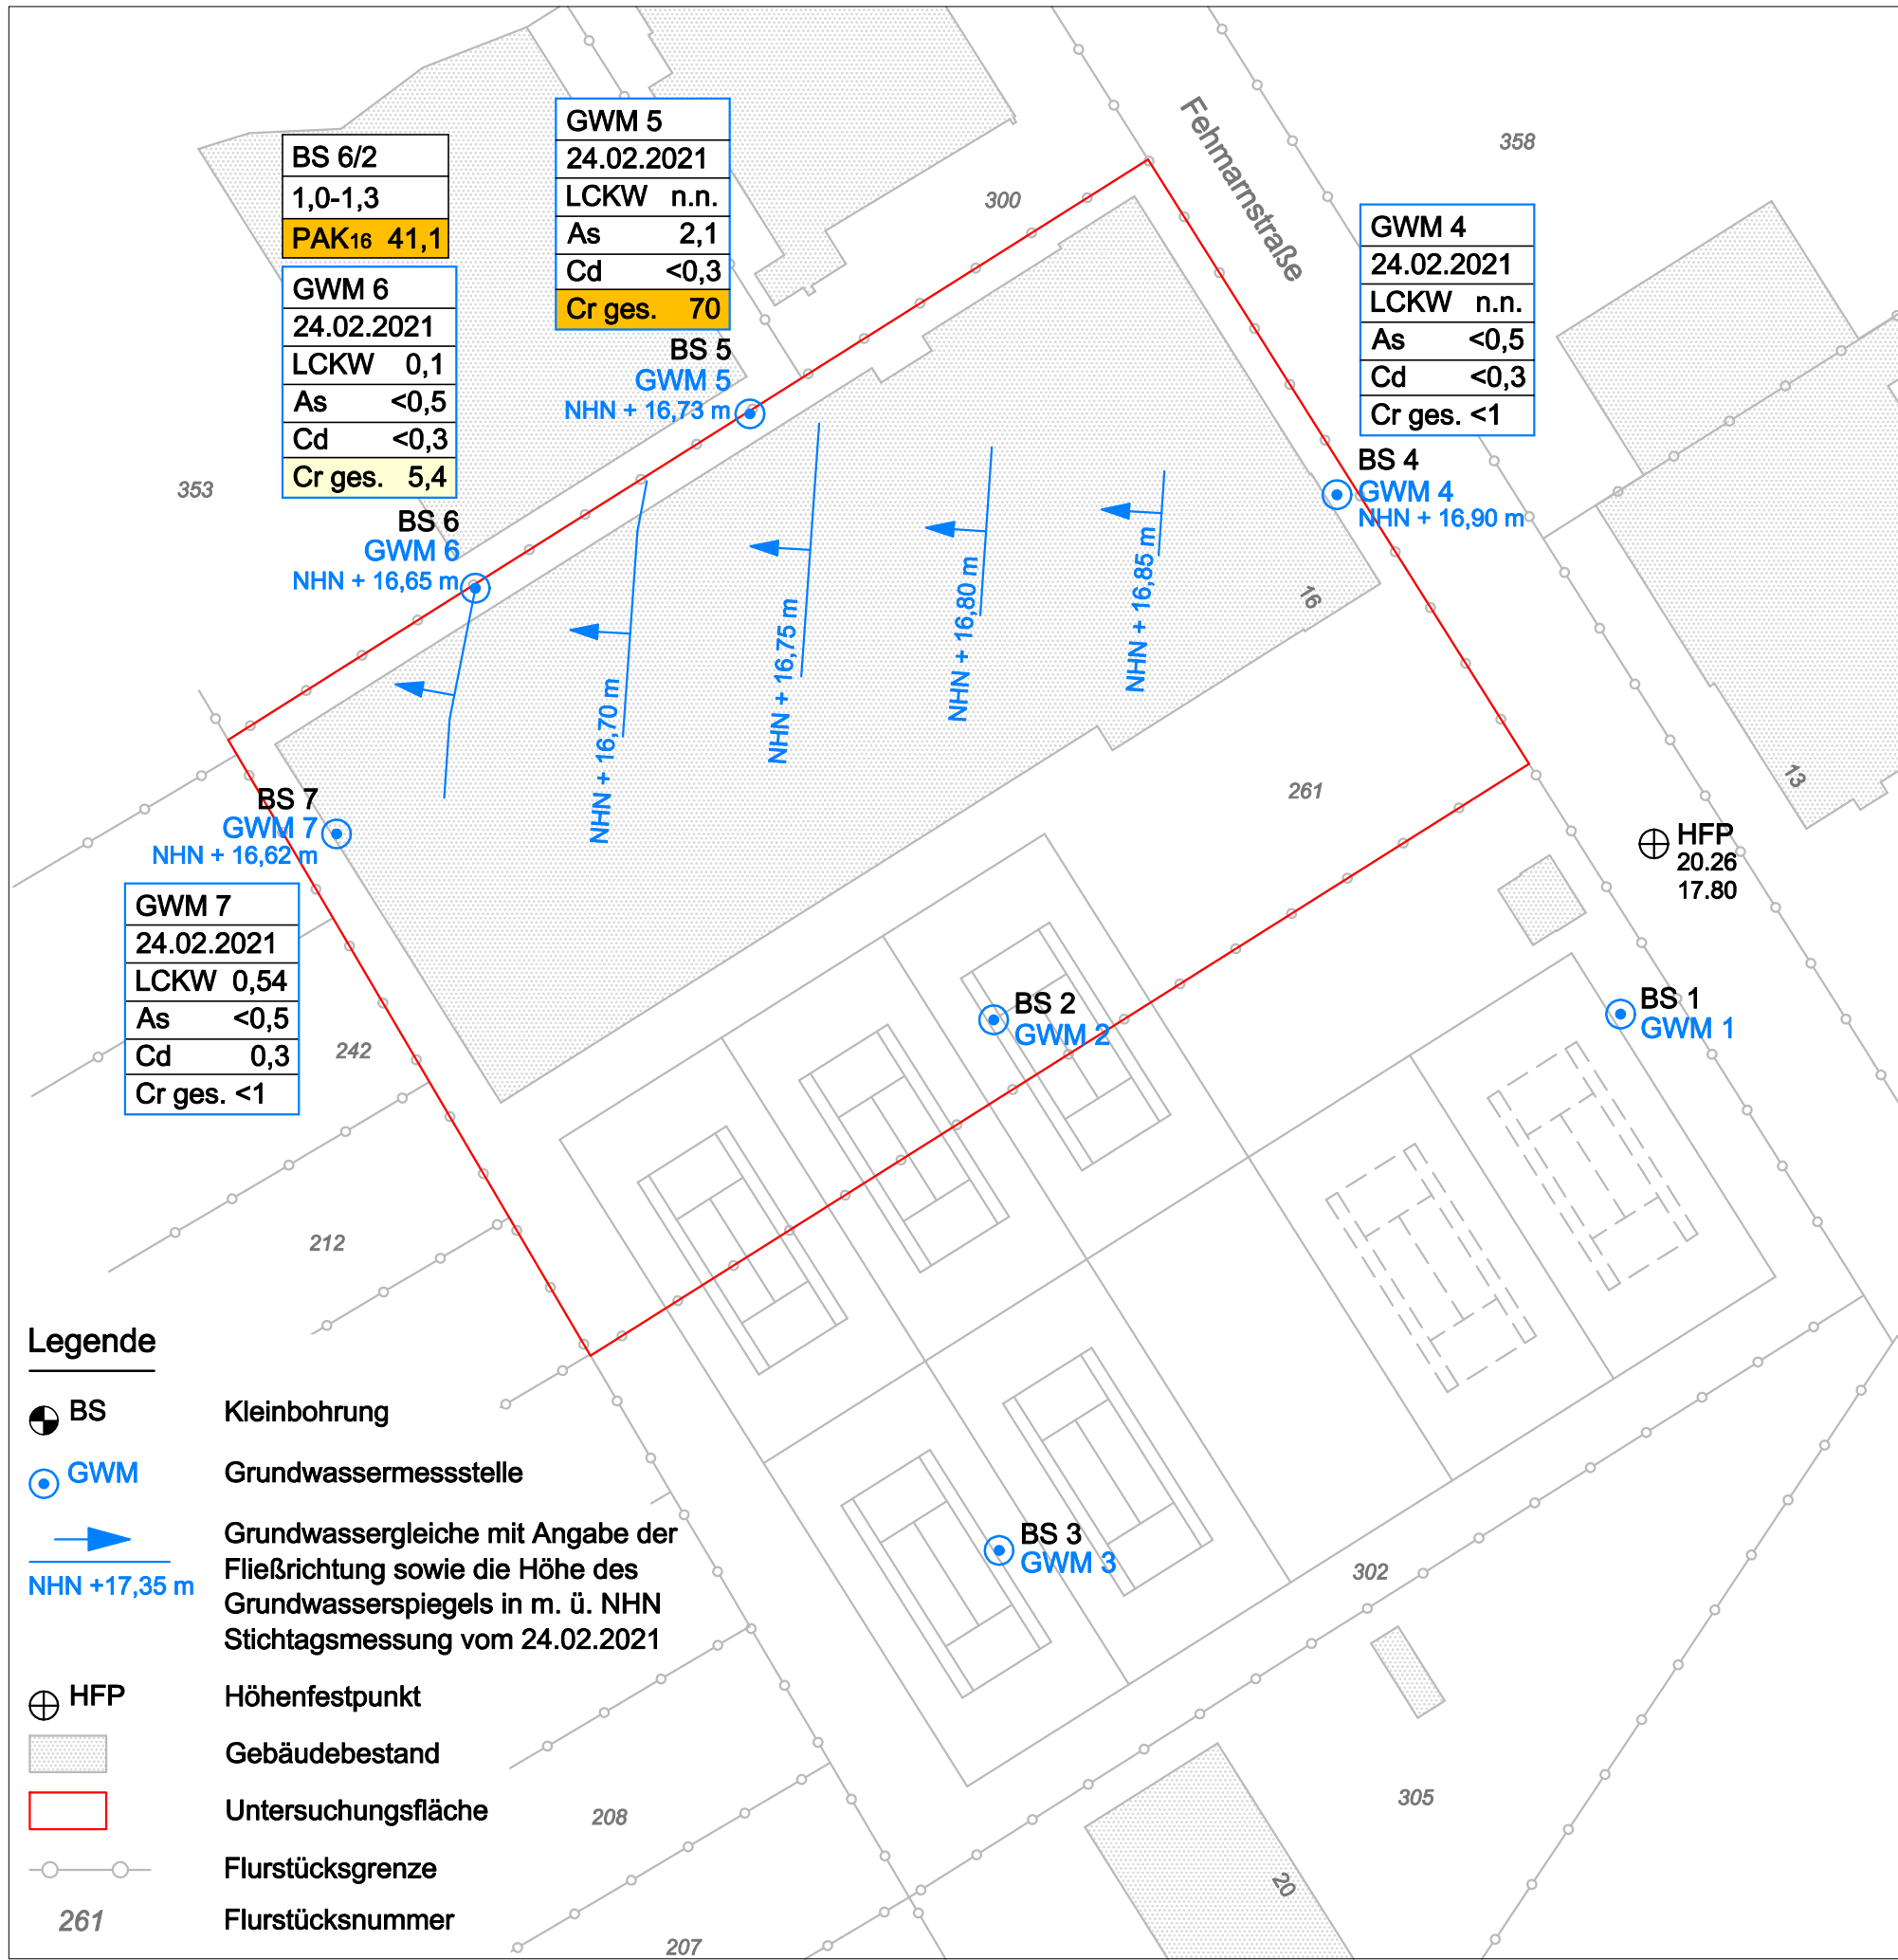 Fehmarnstraße
358
300
353
BS 6/2
1,0-1,3
PAK16 41,1
GWM 5
24.02.2021
LCKW n.n.
As 2,1
Cd <0,3
Cr ges. 70
GWM 6
24.02.2021
LCKW 0,1
As <0,5
Cd <0,3
Cr ges. 5,4
GWM 4
24.02.2021
LCKW n.n.
As <0,5
Cd <0,3
Cr ges. <1
BS 5
GWM 5
NHN + 16,73 m
BS 4
GWM 4
NHN + 16,90 m
BS 6
GWM 6
NHN + 16,65 m
NHN + 16,70 m
NHN + 16,75 m
NHN + 16,80 m
NHN + 16,85 m
16
261
13
HFP
20.26
17.80
BS 7
GWM 7
NHN + 16,62 m
GWM 7
24.02.2021
LCKW 0,54
As <0,5
Cd 0,3
Cr ges. <1
242
212
BS 2
GWM 2
BS 1
GWM 1
BS 3
GWM 3
302
305
208
207
20
Legende
BS Kleinbohrung
GWM Grundwassermessstelle
NHN +17,35 m
Grundwassergleiche mit Angabe der
Fließrichtung sowie die Höhe des
Grundwasserspiegels in m. ü. NHN
Stichtagsmessung vom 24.02.2021
HFP Höhenfestpunkt
Gebäudebestand
Untersuchungsfläche
Flurstücksgrenze
261 Flurstücksnummer